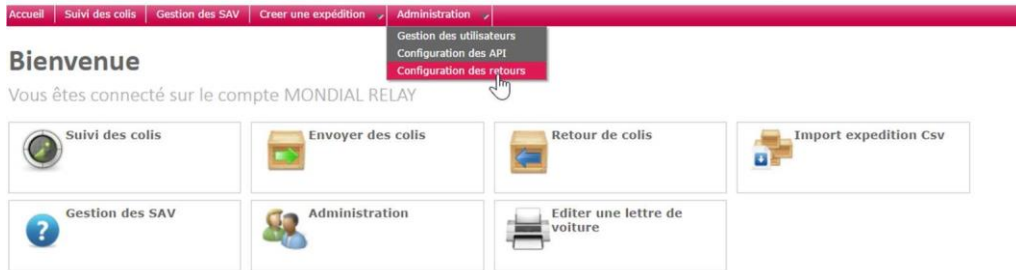 Accueil Suivi des colis Gestion des SAV Creer une expédition Administration
Gestion des utilisateurs
Configuration des API
Configuration des retours
Bienvenue
Vous êtes connecté sur le compte MONDIAL RELAY
Suivi des colis Envoyer des colis Retour de colis Import expedition Csv
Gestion des SAV Administration Editer une lettre de
voiture